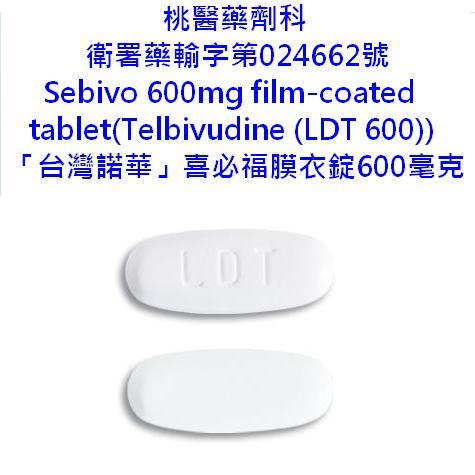 桃醫藥劑科
衛署藥輸字第024662號
Sebivo 600mg film-coated
tablet(Telbivudine (LDT 600))
「台灣諾華」喜必福膜衣錠600毫克
LDT